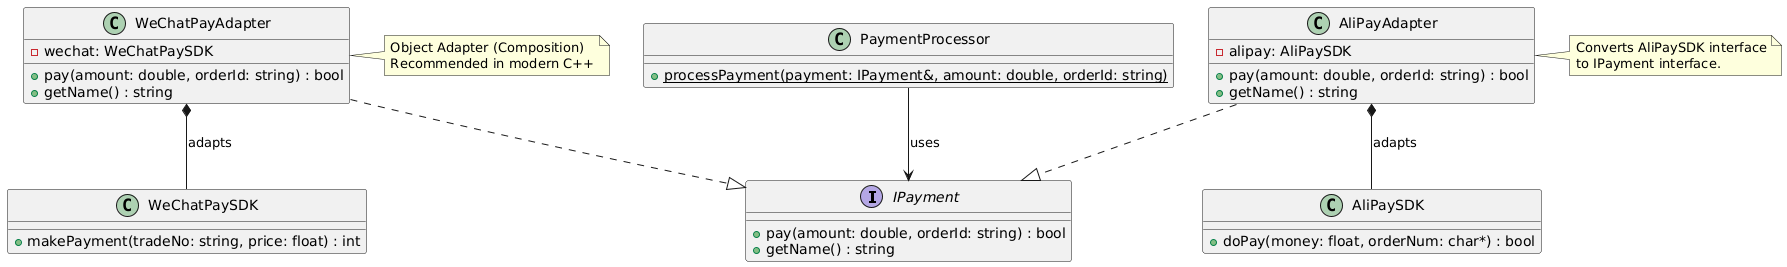 C WeChatPayAdapter
wechat: WeChatPaySDK
pay(amount: double, orderId: string) : bool
getName() : string
Object Adapter (Composition)
Recommended in modern C++
C PaymentProcessor
processPayment(payment: IPayment&, amount: double, orderId: string)
C AliPayAdapter
alipay: AliPaySDK
pay(amount: double, orderId: string) : bool
getName() : string
Converts AliPaySDK interface
to IPayment interface.
adapts
uses
adapts
C WeChatPaySDK
makePayment(tradeNo: string, price: float) : int
I IPayment
pay(amount: double, orderId: string) : bool
getName() : string
C AliPaySDK
doPay(money: float, orderNum: char*) : bool